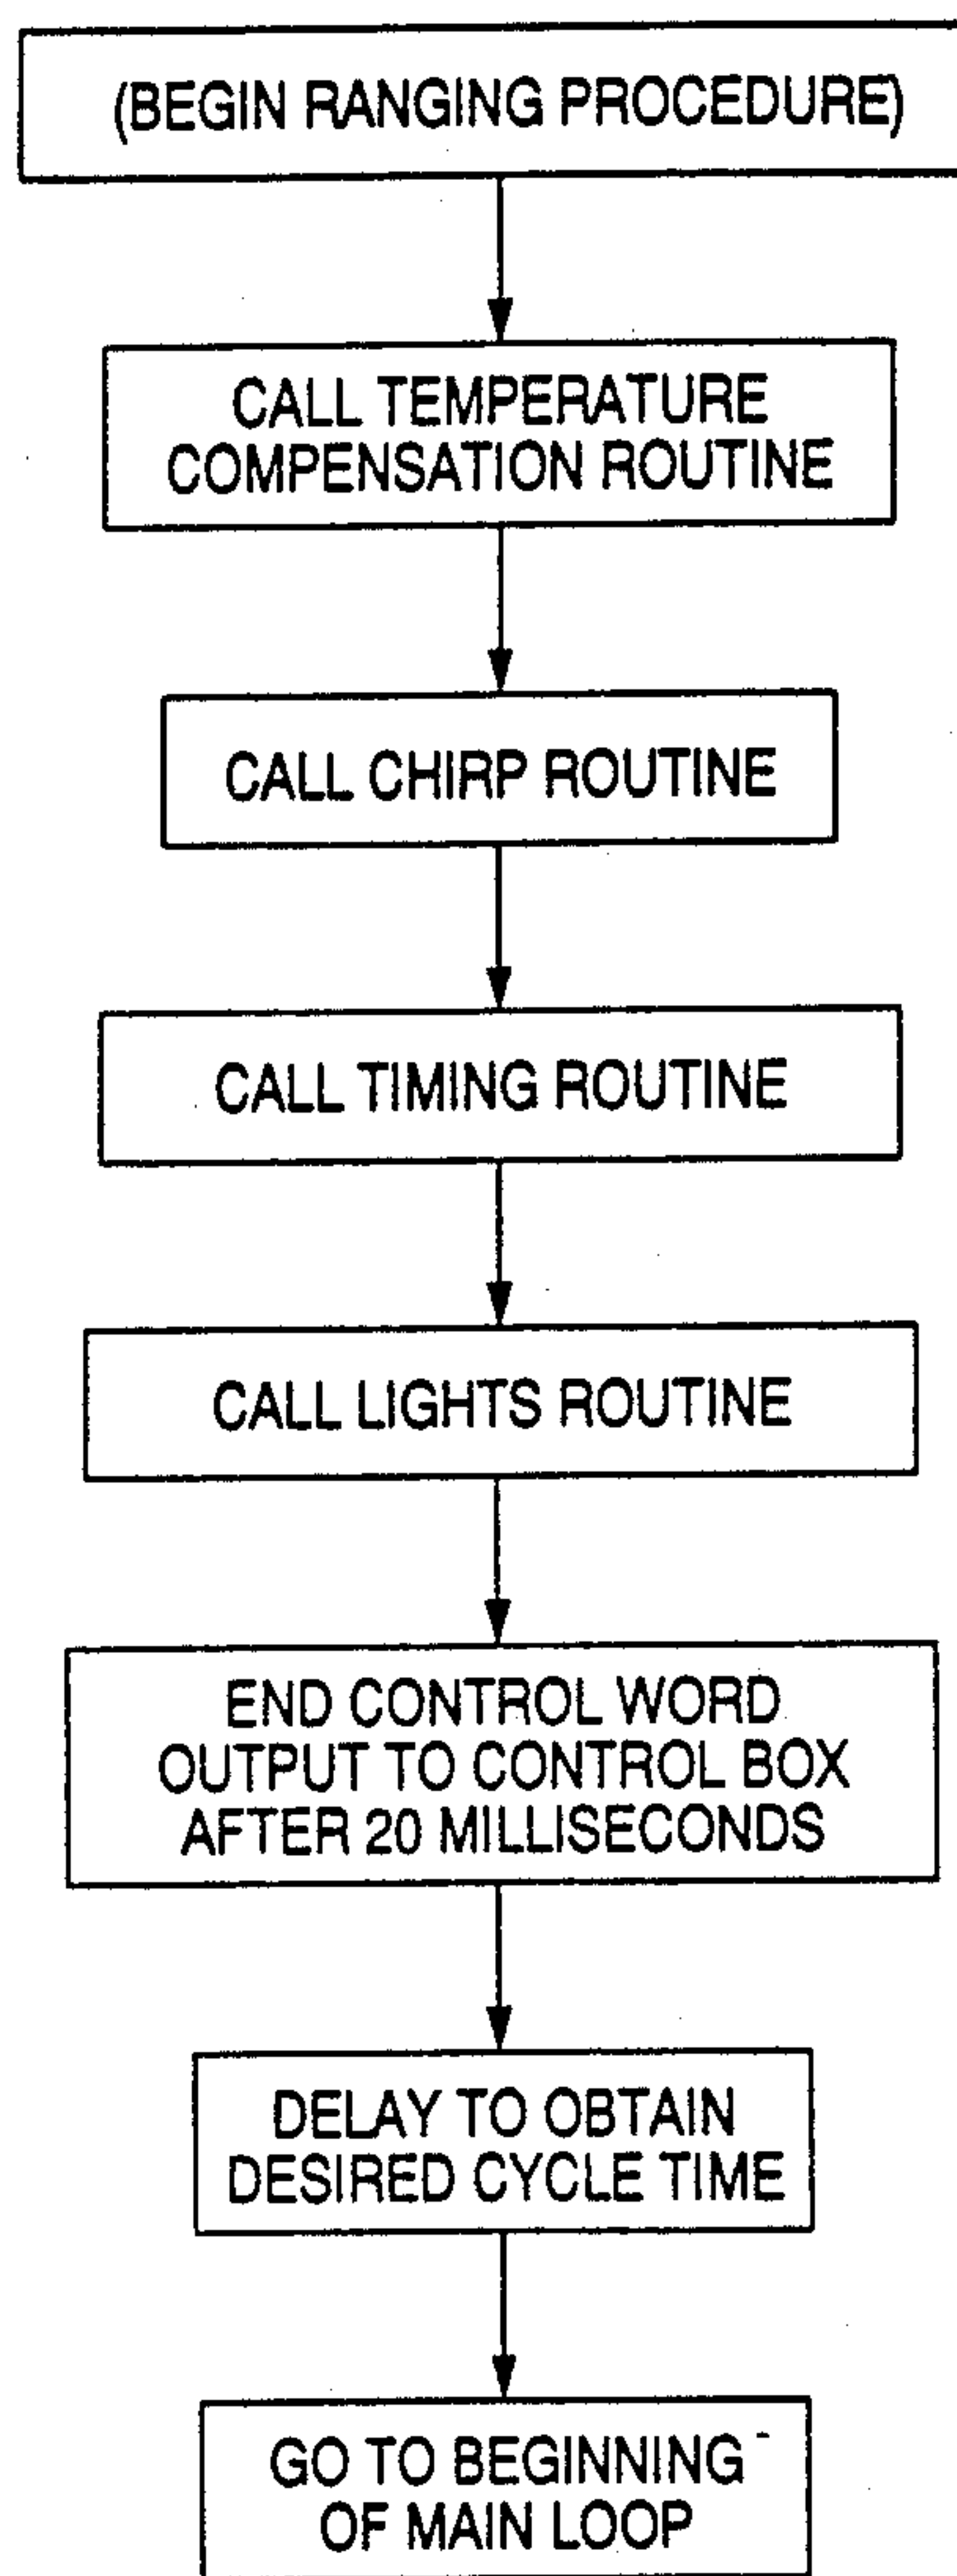 (BEGIN RANGING PROCEDURE)
CALL TEMPERATURE
COMPENSATION ROUTINE
CALL CHIRP ROUTINE
CALL TIMING ROUTINE
CALL LIGHTS ROUTINE
END CONTROL WORD
OUTPUT TO CONTROL BOX
AFTER 20 MILLISECONDS
DELAY TO OBTAIN
DESIRED CYCLE TIME
GO TO BEGINNING
OF MAIN LOOP